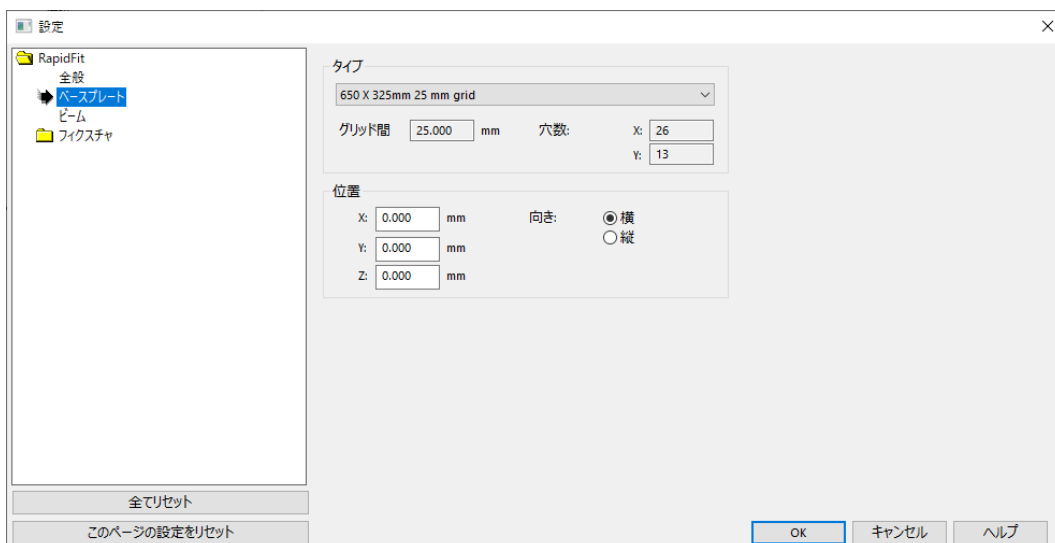 設定
RapidFit
全般
ベースプレート
ビーム
フィクスチャ
全てリセット
このページの設定をリセット
タイプ
650 X 325mm 25 mm grid
グリッド間 25.000 mm 穴数: X: 26
Y: 13
位置
X: 0.000 mm 向き: 横
縦
Y: 0.000 mm
Z: 0.000 mm
OK キャンセル ヘルプ